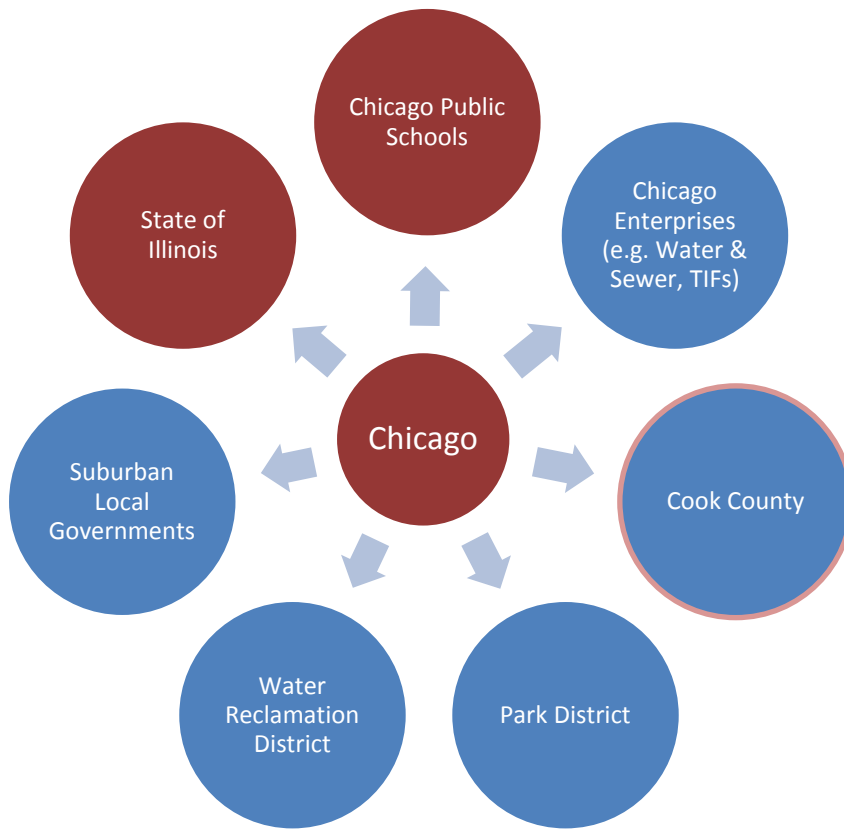 Chicago Public
Schools
State of
Illinois
Chicago
Enterprises
(e.g. Water &
Sewer, TIFs)
Chicago
Suburban
Local
Governments
Cook County
Water
Reclamation
District
Park District